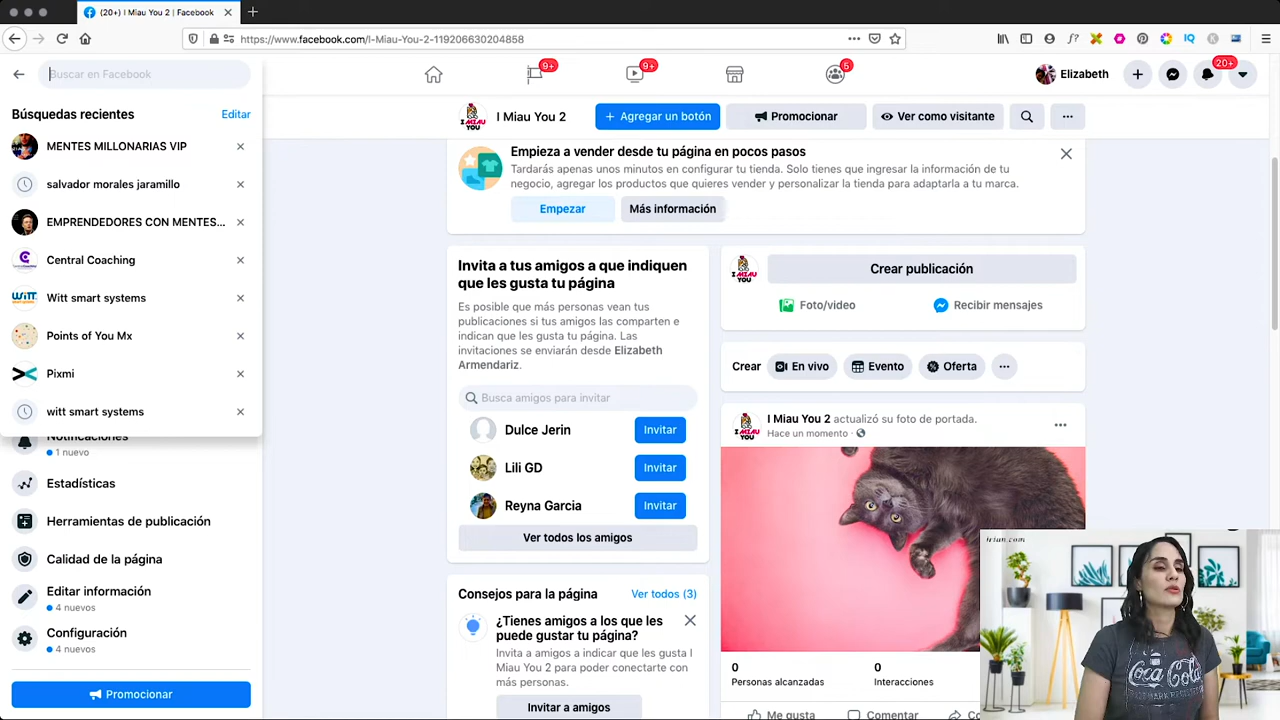 (20+) I Miau You 2 | Facebook
https://www.facebook.com/I-Miau-You-2-119206630204858
Buscar en Facebook
9+
9+
6
20+
Elizabeth
Búsquedas recientes
Editar
MENTES MILLONARIAS VIP
salvador morales jaramillo
EMPRENDEDORES CON MENTES...
Central Coaching
Witt smart systems
Points of You Mx
Pixmi
witt smart systems
Notificaciones
1 nuevo
Estadísticas
Herramientas de publicación
Calidad de la página
Editar información
4 nuevos
Configuración
4 nuevos
Promocionar
I MIAU YOU
I Miau You 2
+ Agregar un botón
Promocionar
Ver como visitante
Empieza a vender desde tu página en pocos pasos
Tardarás apenas unos minutos en configurar tu tienda. Solo tienes que ingresar la información de tu
negocio, agregar los productos que quieres vender y personalizar la tienda para adaptarla a tu marca.
Empezar
Más información
Invita a tus amigos a que indiquen
que les gusta tu página
Es posible que más personas vean tus
publicaciones si tus amigos las comparten e
indican que les gusta tu página. Las
invitaciones se enviarán desde Elizabeth
Armendariz.
Busca amigos para invitar
Dulce Jerin
Invitar
Lili GD
Invitar
Reyna Garcia
Invitar
Ver todos los amigos
Consejos para la página
Ver todos (3)
¿Tienes amigos a los que les
puede gustar tu página?
Invita a amigos a indicar que les gusta I
Miau You 2 para poder conectarte con
más personas.
Invitar a amigos
Crear publicación
Foto/video
Recibir mensajes
Crear
En vivo
Evento
Oferta
I Miau You 2 actualizó su foto de portada.
Hace un momento
0
Personas alcanzadas
0
Interacciones
Me gusta
Comentar
Co
Coca-Cola